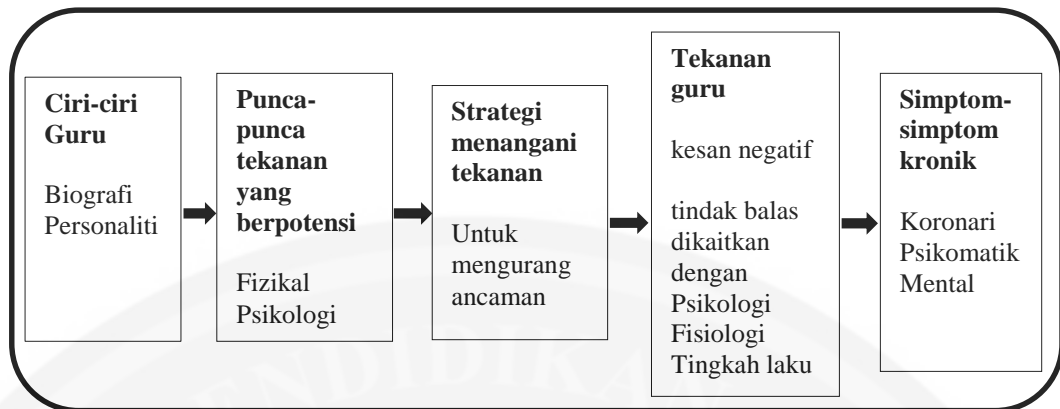 Ciri-ciri
Guru
Biografi
Personaliti
Punca-
punca
tekanan
yang
berpotensi
Fizikal
Psikologi
Strategi
menangani
tekanan
Untuk
mengurang
ancaman
Tekanan
guru
kesan negatif
tindak balas
dikaitkan
dengan
Psikologi
Fisiologi
Tingkah laku
Simptom-
simptom
kronik
Koronari
Psikomatik
Mental
PENDIDIKAN